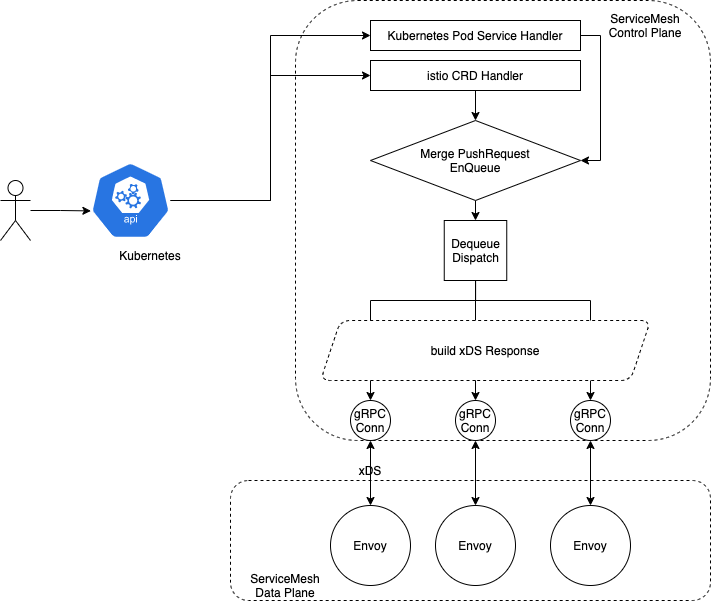 ServiceMesh
Control Plane
Kubernetes Pod Service Handler
istio CRD Handler
Merge PushRequest
EnQueue
api
Kubernetes
Dequeue
Dispatch
build xDS Response
gRPC
Conn
gRPC
Conn
gRPC
Conn
xDS
Envoy
Envoy
Envoy
ServiceMesh
Data Plane